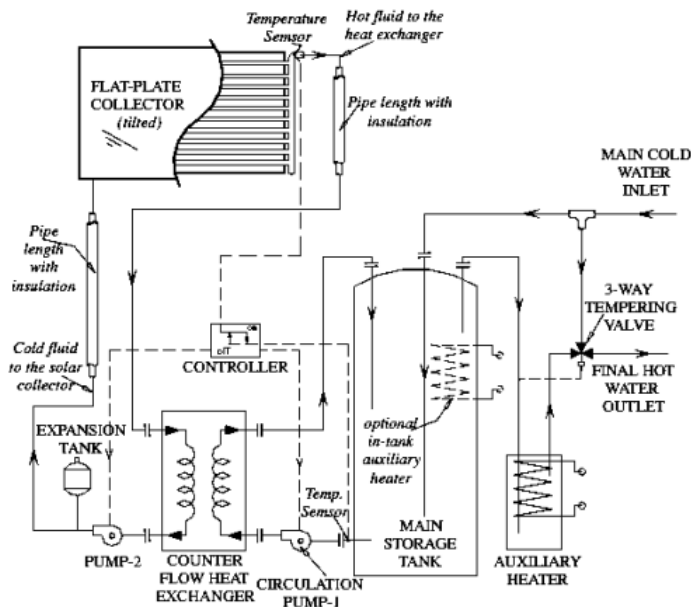 Temperature
Semsor
Hot fluid to the
heat exchanger
FLAT-PLATE
COLLECTOR
(tilted)
Pipe length with
insulation
MAIN COLD
WATER
INLET
Pipe
length
with
insulation
3-WAY
TEMPERING
VALVE
Cold fluid
to the solar
collector
CONTROLLER
FINAL HOT
WATER
OUTLET
EXPANSION
TANK
optional
in-tank
auxiliary
heater
Temp.
Semsor
MAIN
STORAGE
TANK
PUMP-2
COUNTER
FLOW HEAT
EXCHANGER
CIRCULATION
PUMP-1
AUXILIARY
HEATER